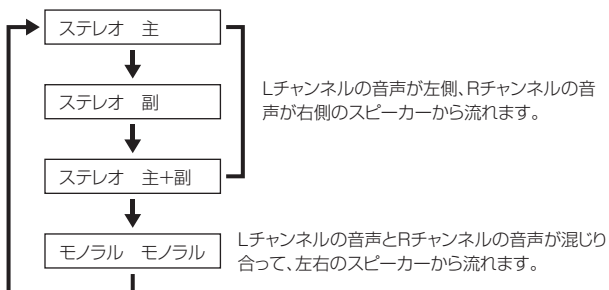 ステレオ　主
ステレオ　副
ステレオ　主+副
モノラル　モノラル
Lチャンネルの音声が左側、Rチャンネルの音
声が右側のスピーカーから流れます。
Lチャンネルの音声とRチャンネルの音声が混じり
合って、左右のスピーカーから流れます。